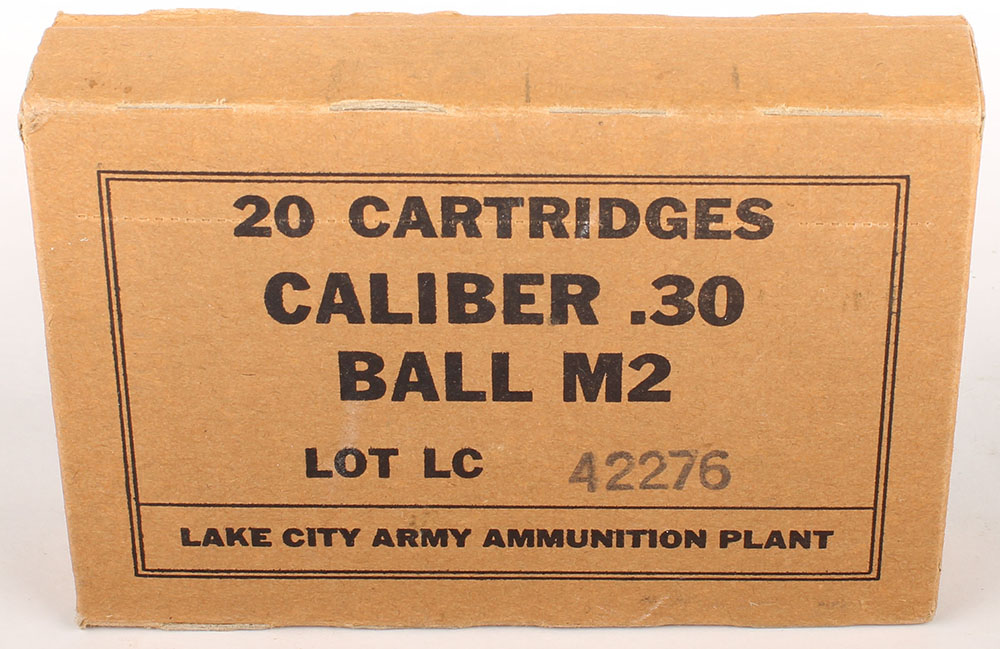 20 CARTRIDGES
CALIBER .30
BALL M2
LOT LC 42276
LAKE CITY ARMY AMMUNITION PLANT